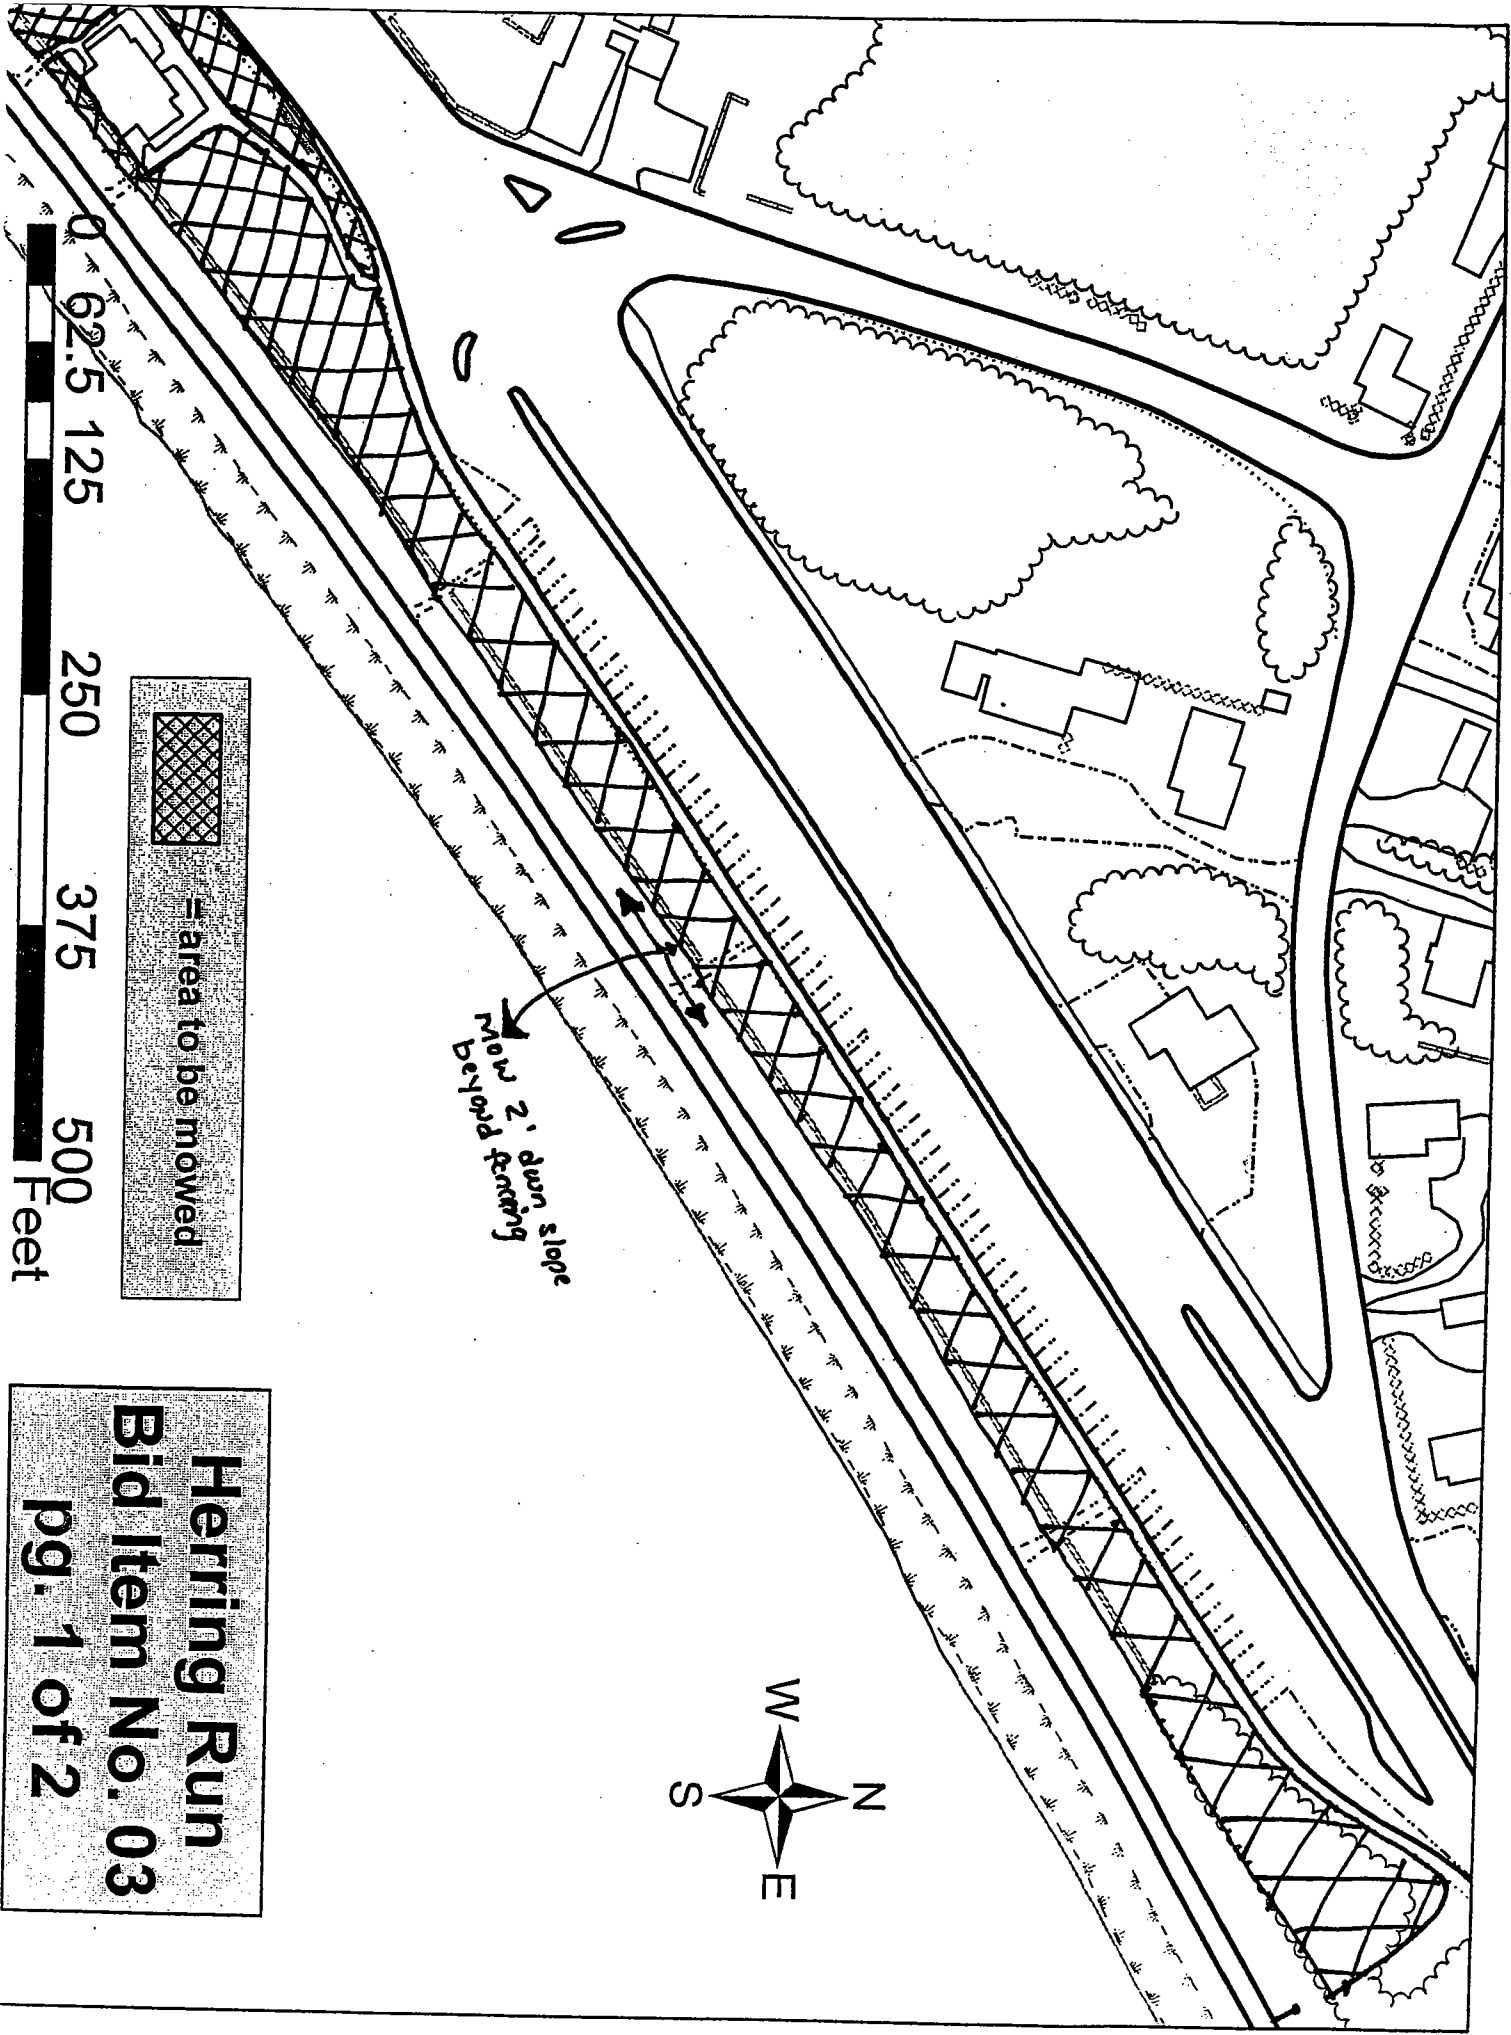 N
W
E
S
Mow 2' down slope
beyond fencing
= area to be mowed
0 62.5 125 250 375 500
Feet
Herring Run
Bid Item No. 03
pg. 1 of 2